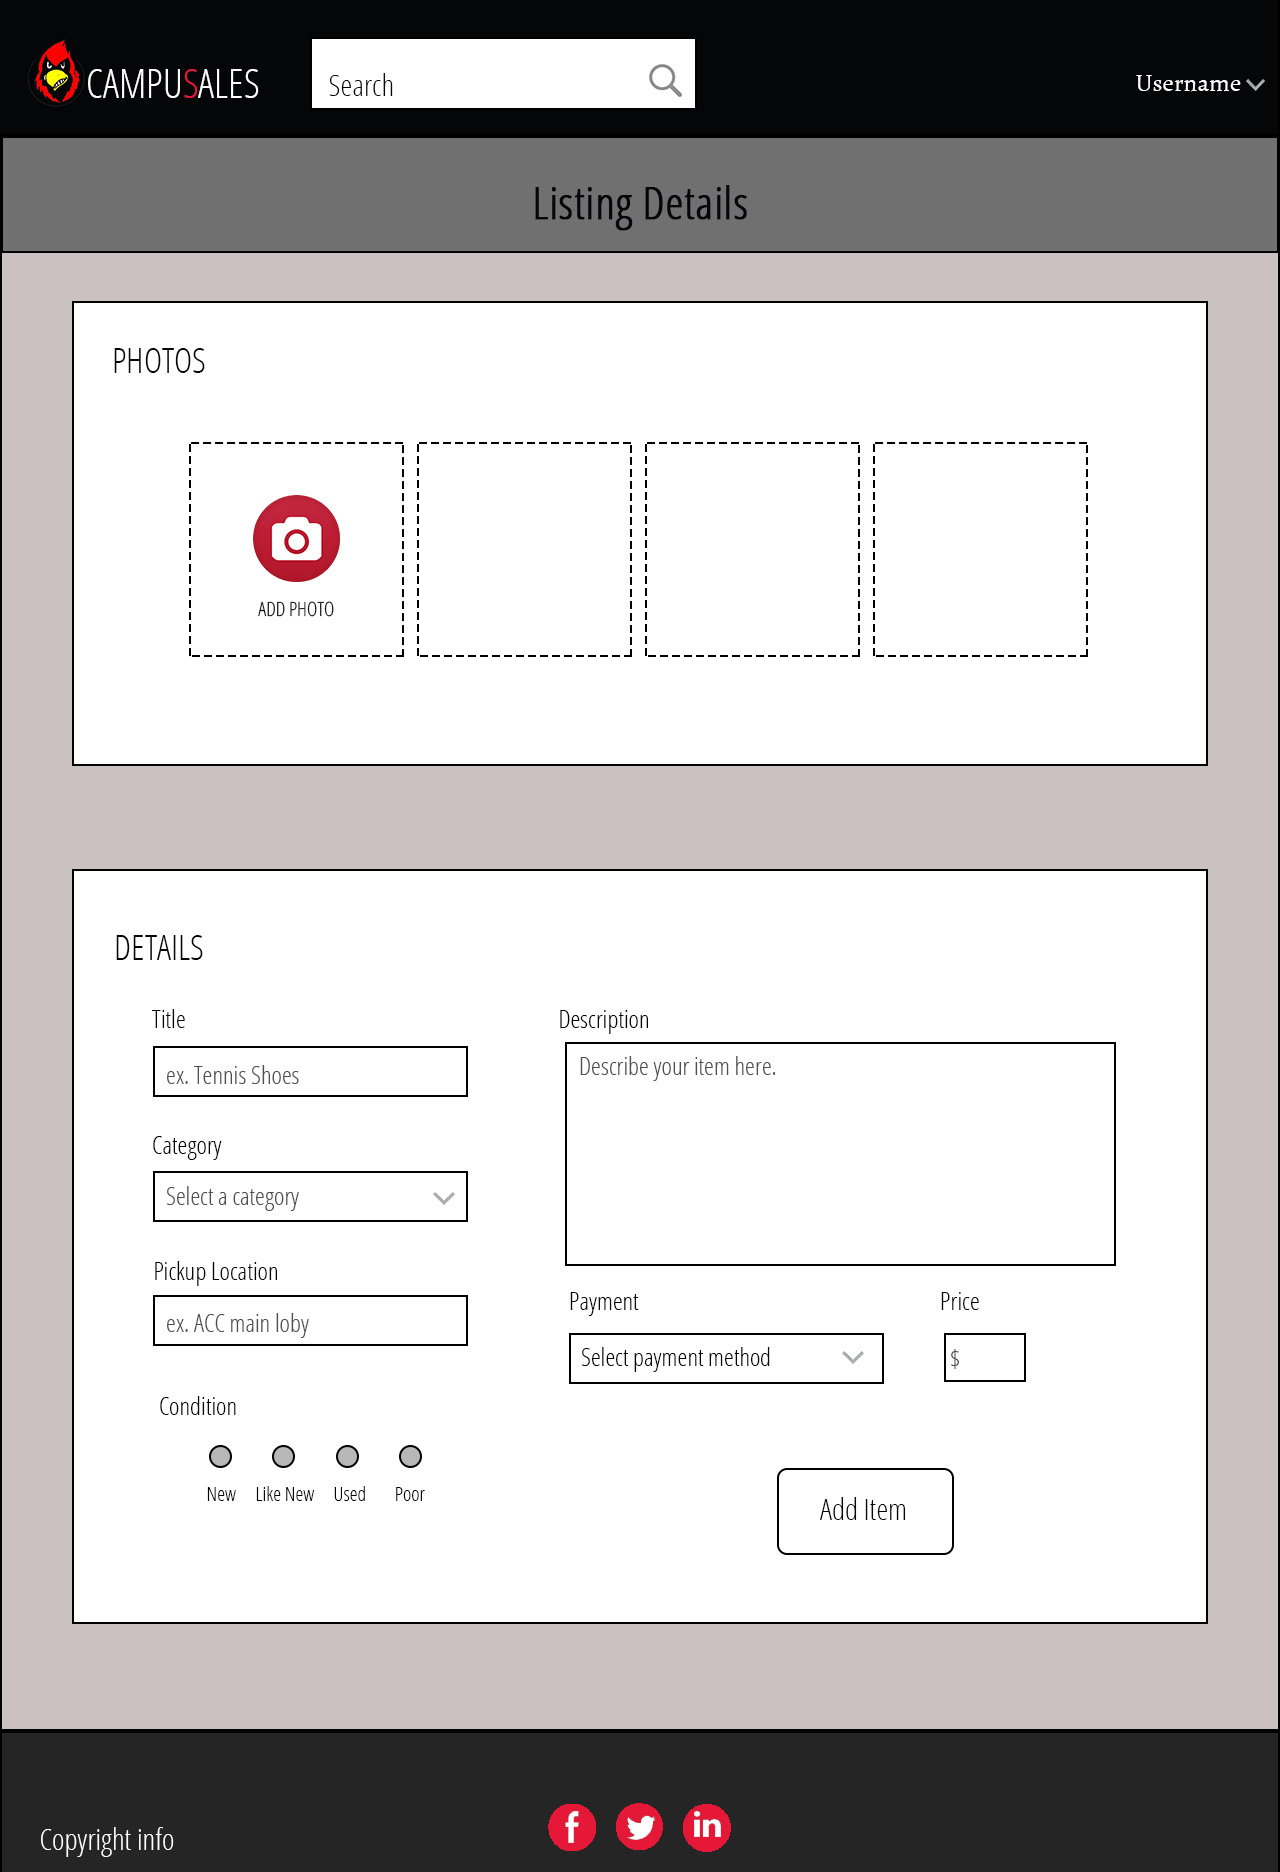 CAMPUSALES
Search
Username
Listing Details
PHOTOS
ADD PHOTO
DETAILS
Title
ex. Tennis Shoes
Category
Select a category
Pickup Location
ex. ACC main loby
Condition
New Like New Used Poor
Description
Describe your item here.
Payment
Select payment method
Price
$
Add Item
Copyright info
f
in